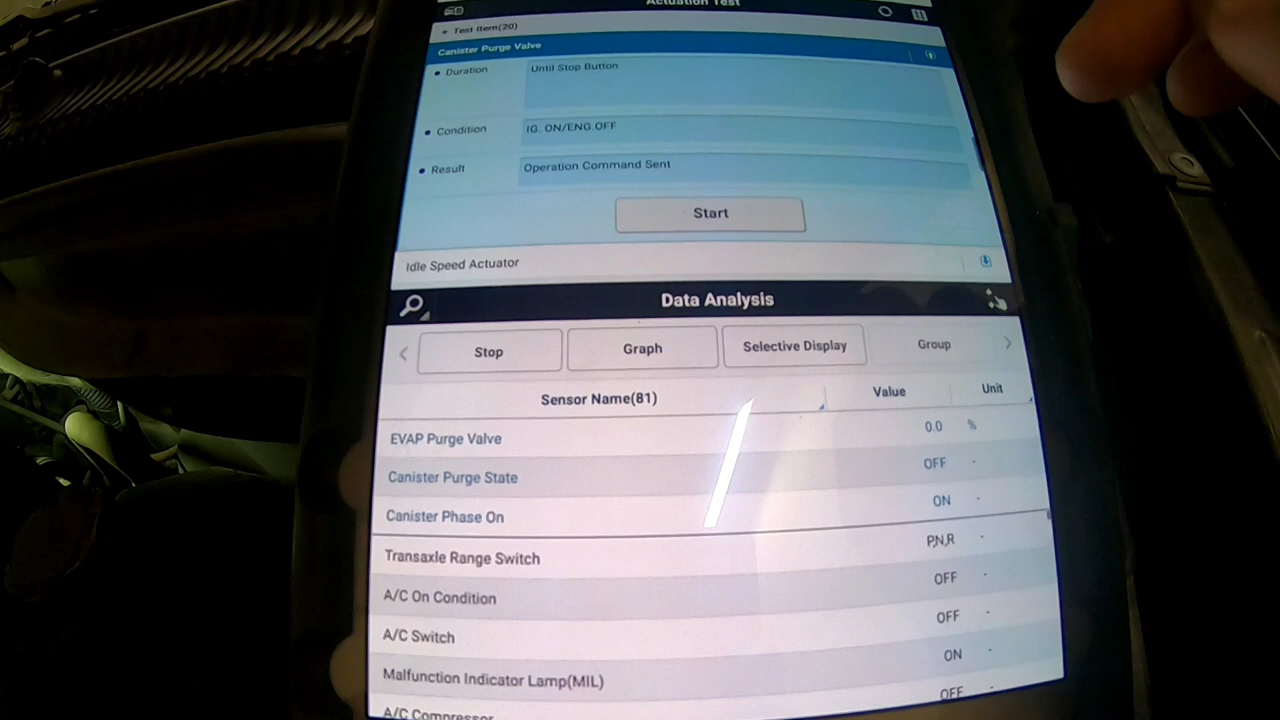 Actuation Test
Test Item(20)
Canister Purge Valve
Duration Until Stop Button
Condition IG. ON/ENG.OFF
Result Operation Command Sent
Start
Idle Speed Actuator
Data Analysis
Stop Graph Selective Display Group
Sensor Name(81) Value Unit
EVAP Purge Valve 0.0 %
Canister Purge State OFF -
Canister Phase On ON -
Transaxle Range Switch P,N,R -
A/C On Condition OFF -
A/C Switch OFF -
Malfunction Indicator Lamp(MIL) ON -
A/C Compressor OFF -